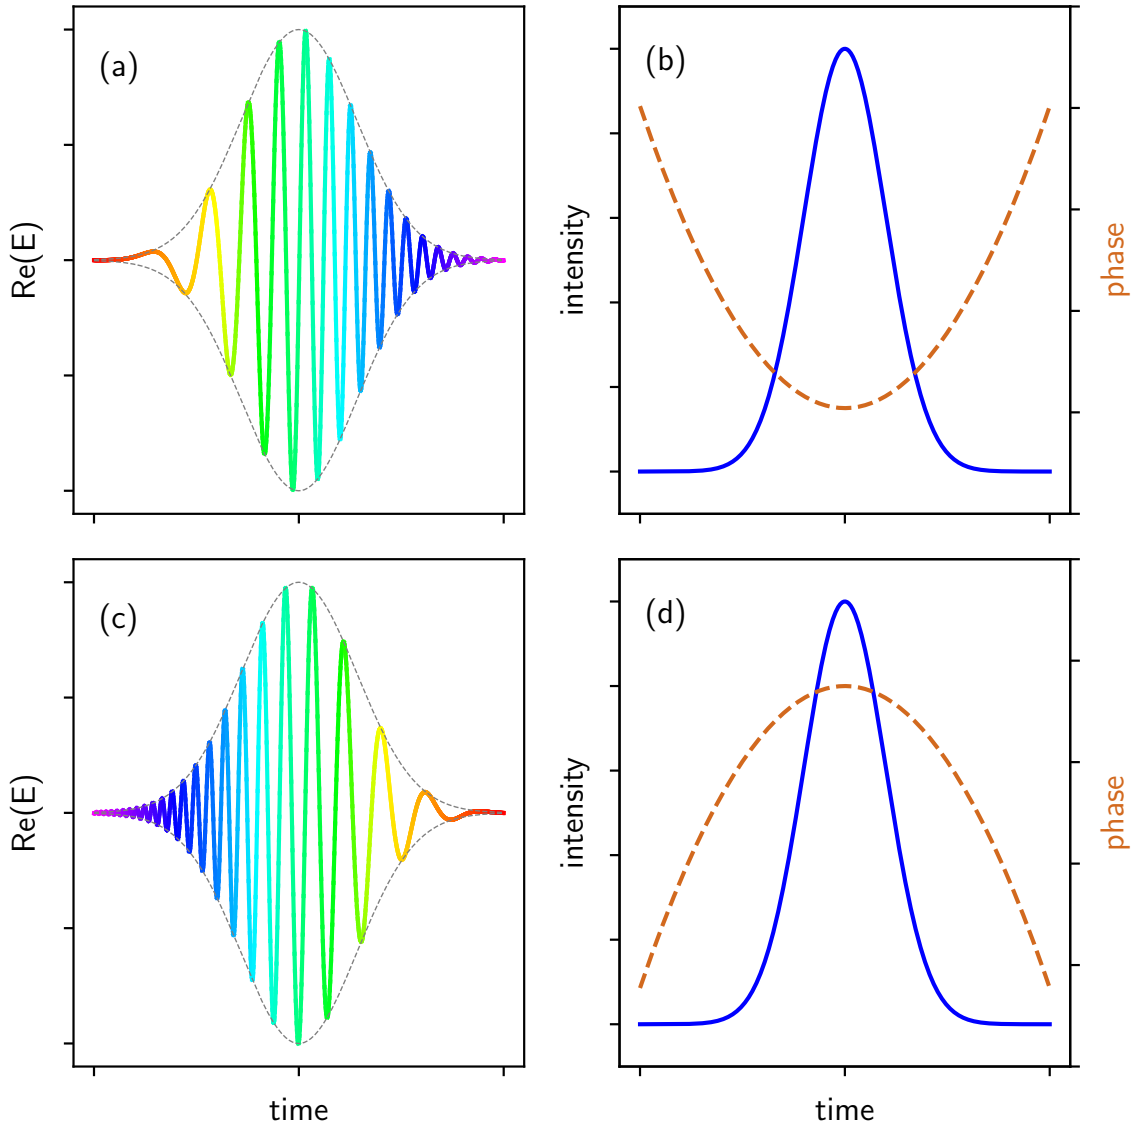 (a)
Re(E)
(b)
intensity
phase
(c)
Re(E)
time
(d)
intensity
phase
time